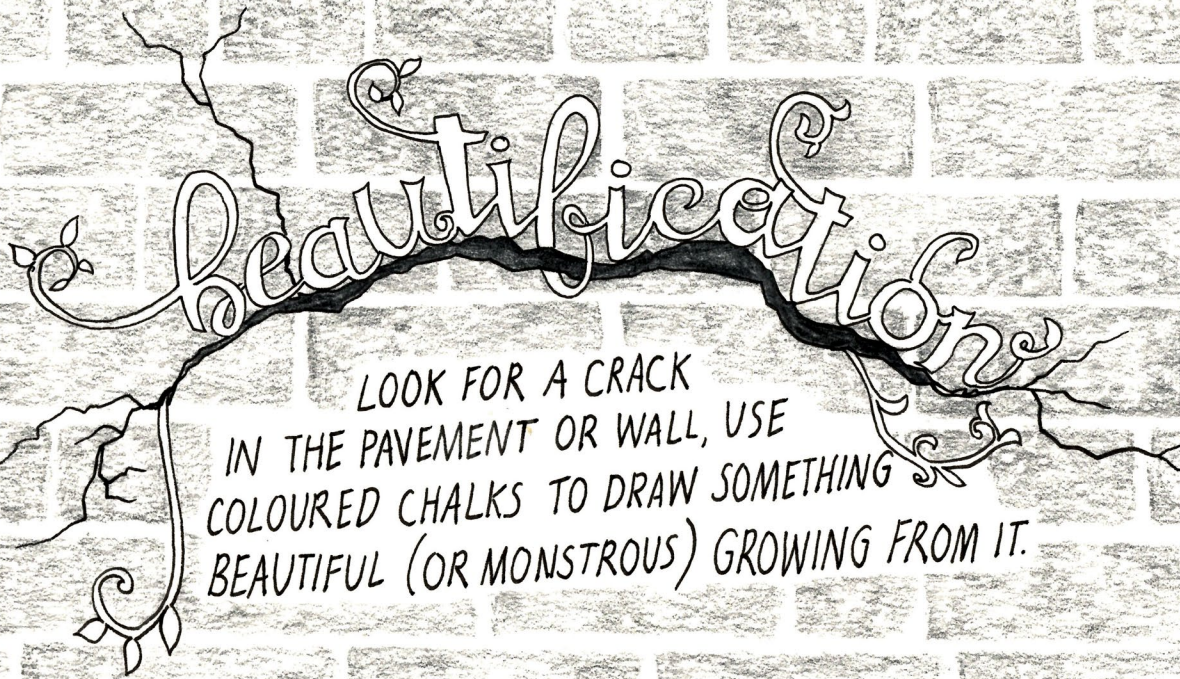 beautification
LOOK FOR A CRACK
IN THE PAVEMENT OR WALL, USE
COLOURED CHALKS TO DRAW SOMETHING
BEAUTIFUL (OR MONSTROUS) GROWING FROM IT.